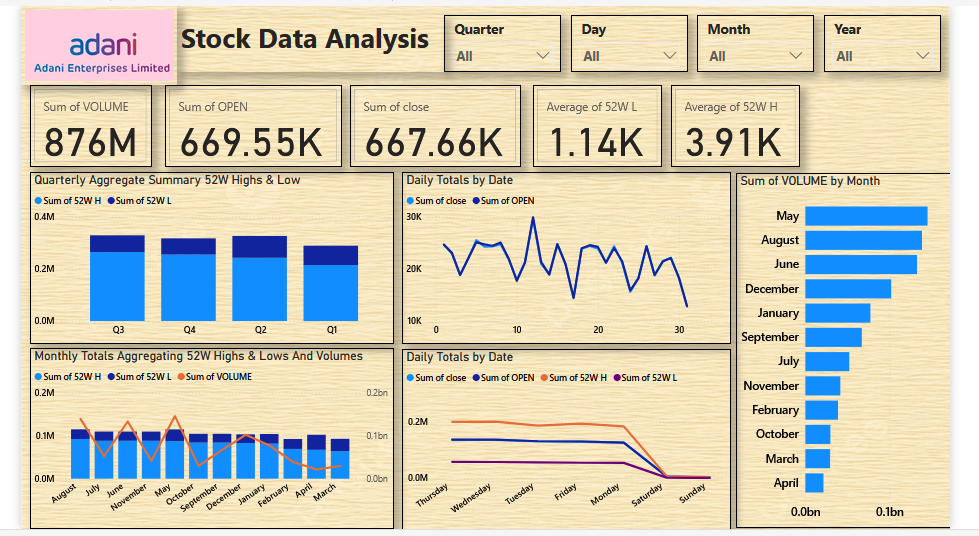 adani
Adani Enterprises Limited
Stock Data Analysis
Quarter
All
Day
All
Month
All
Year
All
Sum of VOLUME
876M
Sum of OPEN
669.55K
Sum of close
667.66K
Average of 52W L
1.14K
Average of 52W H
3.91K
Quarterly Aggregate Summary 52W Highs & Low
Sum of 52W H Sum of 52W L
0.4M
0.2M
0.0M
Q3 Q4 Q2 Q1
Daily Totals by Date
Sum of close Sum of OPEN
30K
20K
10K
0 10 20 30
Sum of VOLUME by Month
May
August
June
December
January
September
July
November
February
October
March
April
0.0bn 0.1bn
Monthly Totals Aggregating 52W Highs & Lows And Volumes
Sum of 52W H Sum of 52W L Sum of VOLUME
0.2M 0.2bn
0.1M 0.1bn
0.0M 0.0bn
August July June November May October September December January February April March
Daily Totals by Date
Sum of close Sum of OPEN Sum of 52W H Sum of 52W L
0.2M
0.0M
Thursday Wednesday Tuesday Friday Monday Saturday Sunday